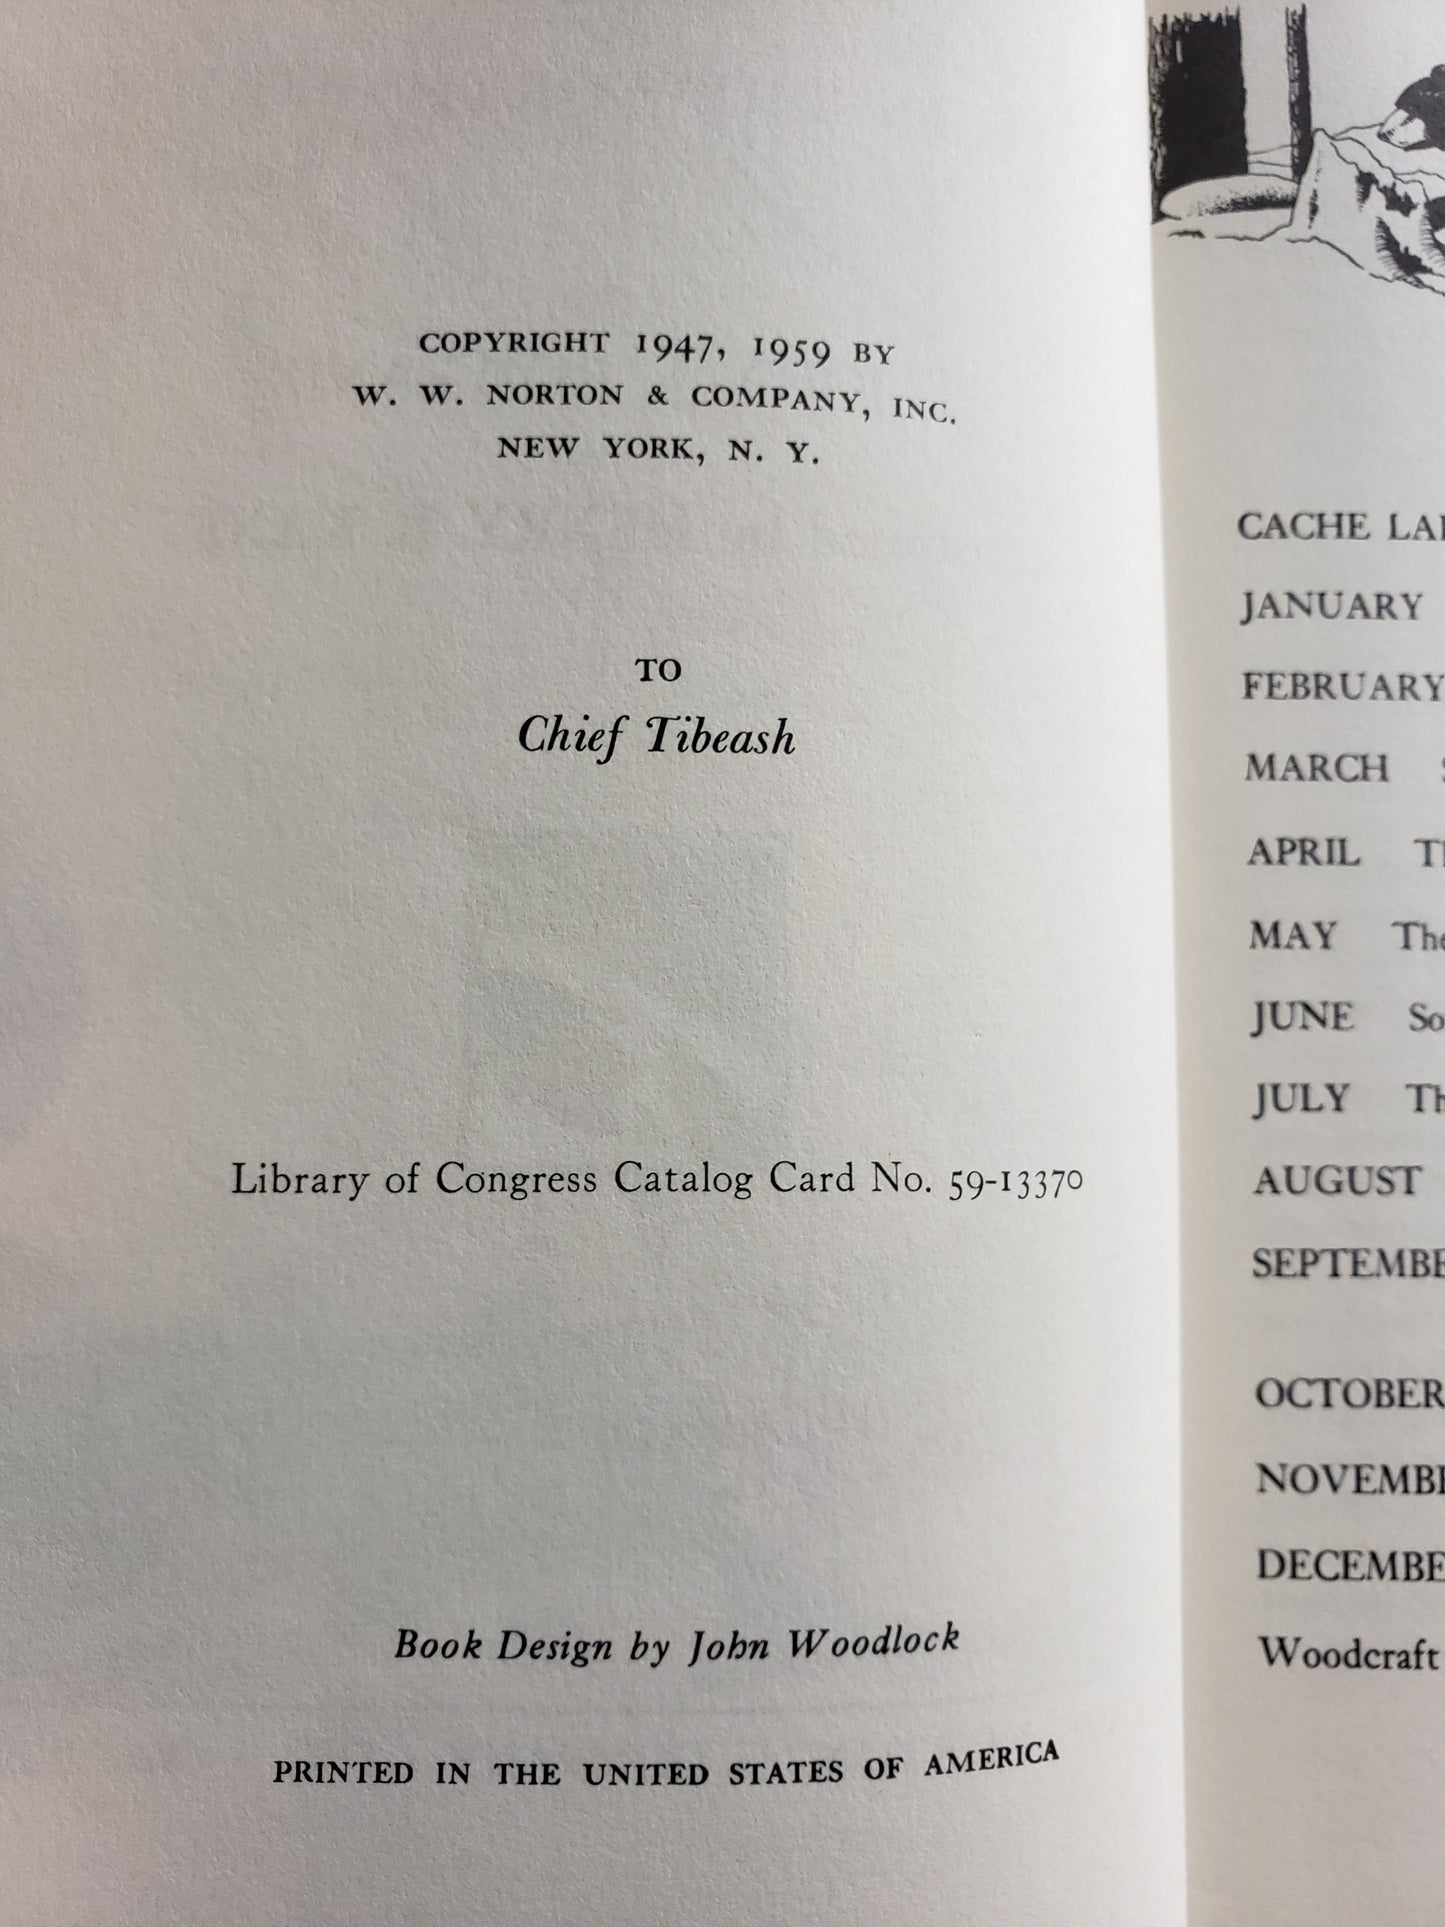 COPYRIGHT 1947, 1959 BY
W. W. NORTON & COMPANY, INC.
NEW YORK, N. Y.
TO
Chief Tibeash
Library of Congress Catalog Card No. 59-13370
Book Design by John Woodlock
PRINTED IN THE UNITED STATES OF AMERICA
CACHE
JANUARY
FEBRUARY
MARCH
APRIL
MAY
JUNE
JULY
AUGUST
OCTOBER
Woodcraft